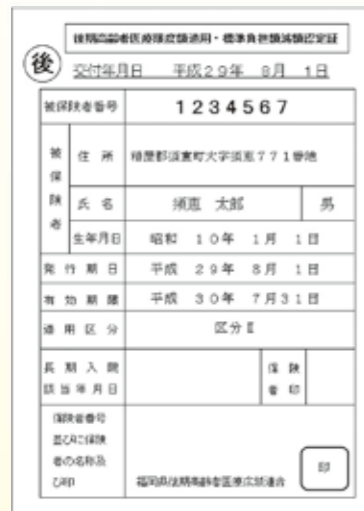 後期高齢者医療限度額適用・標準負担額減額認定証
後
交付年月日 平成29年 8月 1日
被保険者番号 1234567
被保険者
住所 糟屋郡須恵町大字須恵771番地
氏名 須恵 太郎 男
生年月日 昭和 10年 1月 1日
発行期日 平成 29年 8月 1日
有効期限 平成 30年 7月31日
適用区分 区分Ⅱ
長期入院
該当年月日
保険
者印
保険者番号
並びに保険
者の名称及
び印
福岡県後期高齢者医療広域連合
印